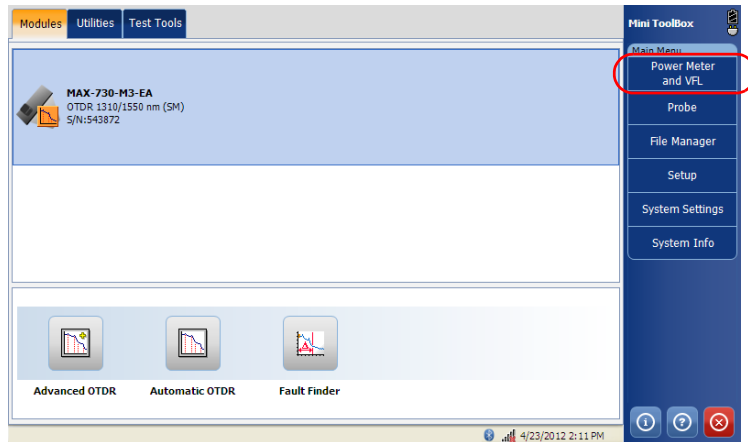 Modules Utilities Test Tools
MAX-730-M3-EA
OTDR 1310/1550 nm (SM)
S/N:543872
Advanced OTDR Automatic OTDR Fault Finder
4/23/2012 2:11 PM
Mini ToolBox
Main Menu
Power Meter
and VFL
Probe
File Manager
Setup
System Settings
System Info